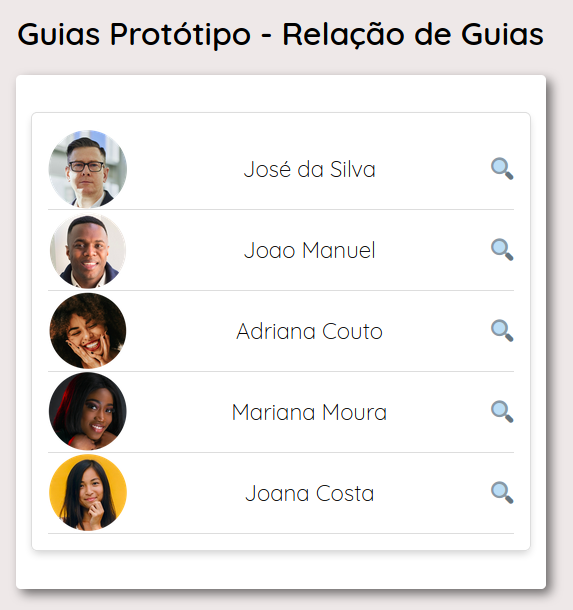 Guias Protótipo - Relação de Guias
José da Silva
Joao Manuel
Adriana Couto
Mariana Moura
Joana Costa